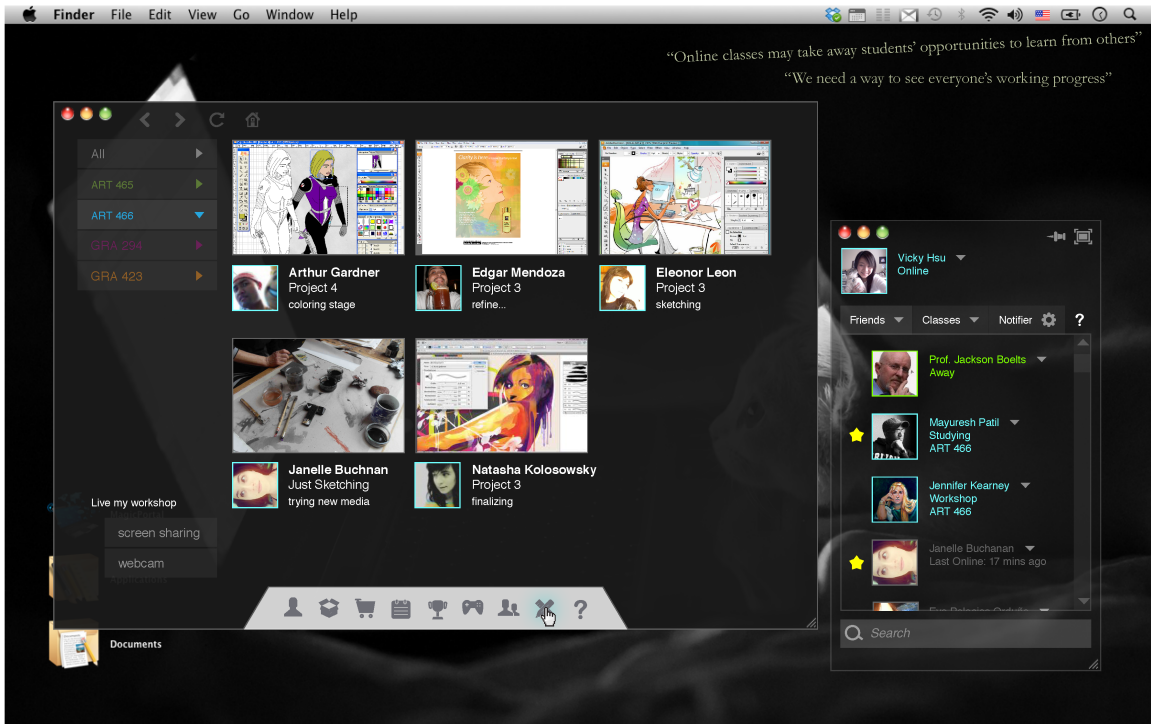 Finder File Edit View Go Window Help
“Online classes may take away students’ opportunities to learn from others”
“We need a way to see everyone’s working progress”
All
ART 465
ART 466
GRA 294
GRA 423
Arthur Gardner
Project 4
coloring stage
Edgar Mendoza
Project 3
refine...
Eleonor Leon
Project 3
sketching
Janelle Buchnan
Just Sketching
trying new media
Natasha Kolosowsky
Project 3
finalizing
Live my workshop
screen sharing
webcam
Applications
?
Documents
Vicky Hsu
Online
Friends Classes Notifier ?
Prof. Jackson Boelts
Away
Mayuresh Patil
Studying
ART 466
Jennifer Kearney
Workshop
ART 466
Janelle Buchanan
Last Online: 17 mins ago
Search